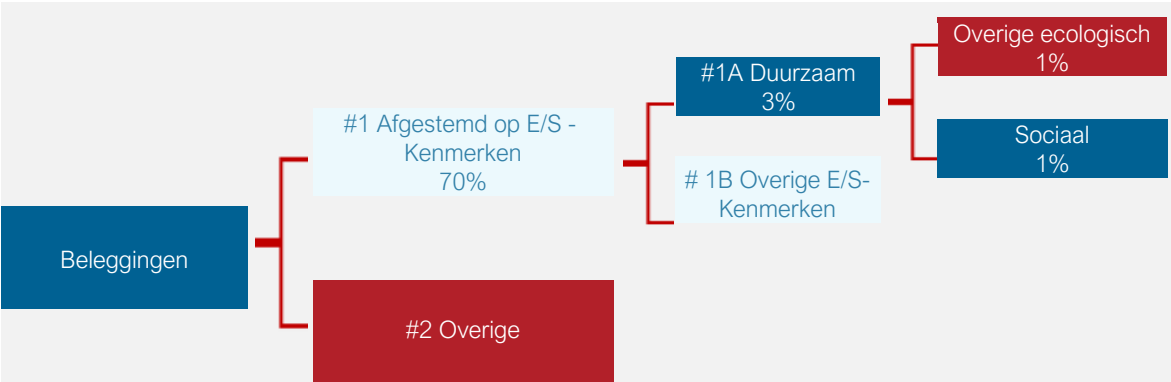 Beleggingen
#1 Afgestemd op E/S -
Kenmerken
70%
#2 Overige
#1A Duurzaam
3%
# 1B Overige E/S-
Kenmerken
Overige ecologisch
1%
Sociaal
1%